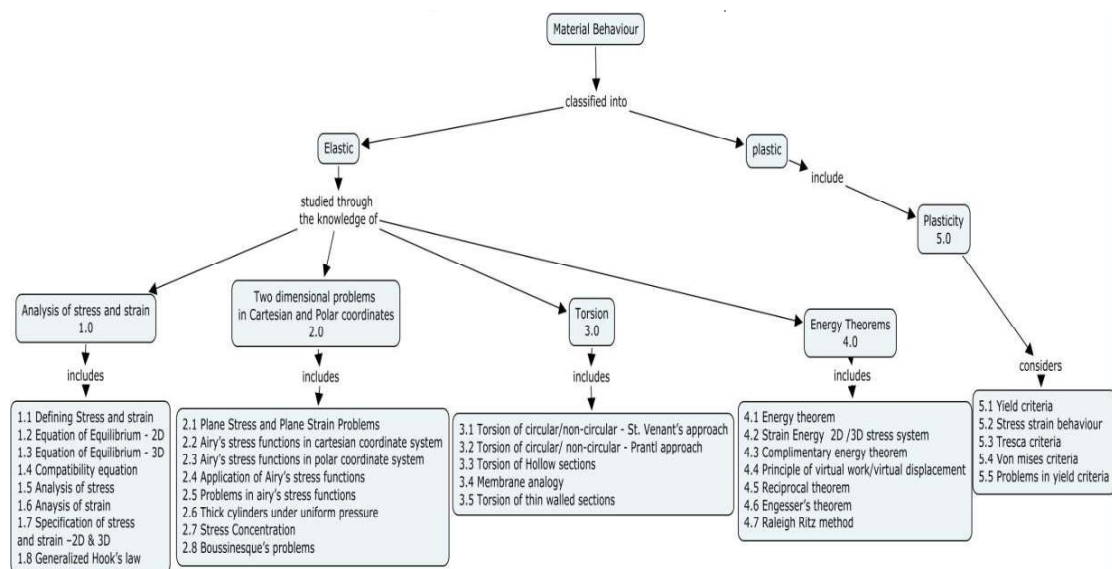 Material Behaviour
classified into
Elastic
plastic
include
studied through
the knowledge of
Plasticity
5.0
Analysis of stress and strain
1.0
Two dimensional problems
in Cartesian and Polar coordinates
2.0
Torsion
3.0
Energy Theorems
4.0
includes
includes
includes
includes
considers
1.1 Defining Stress and strain
1.2 Equation of Equilibrium - 2D
1.3 Equation of Equilibrium - 3D
1.4 Compatibility equation
1.5 Analysis of stress
1.6 Anaysis of strain
1.7 Specification of stress
and strain –2D & 3D
1.8 Generalized Hook's law
2.1 Plane Stress and Plane Strain Problems
2.2 Airy's stress functions in cartesian coordinate system
2.3 Airy's stress functions in polar coordinate system
2.4 Application of Airy's stress functions
2.5 Problems in airy's stress functions
2.6 Thick cylinders under uniform pressure
2.7 Stress Concentration
2.8 Boussinesque's problems
3.1 Torsion of circular/non-circular - St. Venant's approach
3.2 Torsion of circular/ non-circular - Prantl approach
3.3 Torsion of Hollow sections
3.4 Membrane analogy
3.5 Torsion of thin walled sections
4.1 Energy theorem
4.2 Strain Energy 2D /3D stress system
4.3 Complimentary energy theorem
4.4 Principle of virtual work/virtual displacement
4.5 Reciprocal theorem
4.6 Engesser's theorem
4.7 Raleigh Ritz method
5.1 Yield criteria
5.2 Stress strain behaviour
5.3 Tresca criteria
5.4 Von mises criteria
5.5 Problems in yield criteria